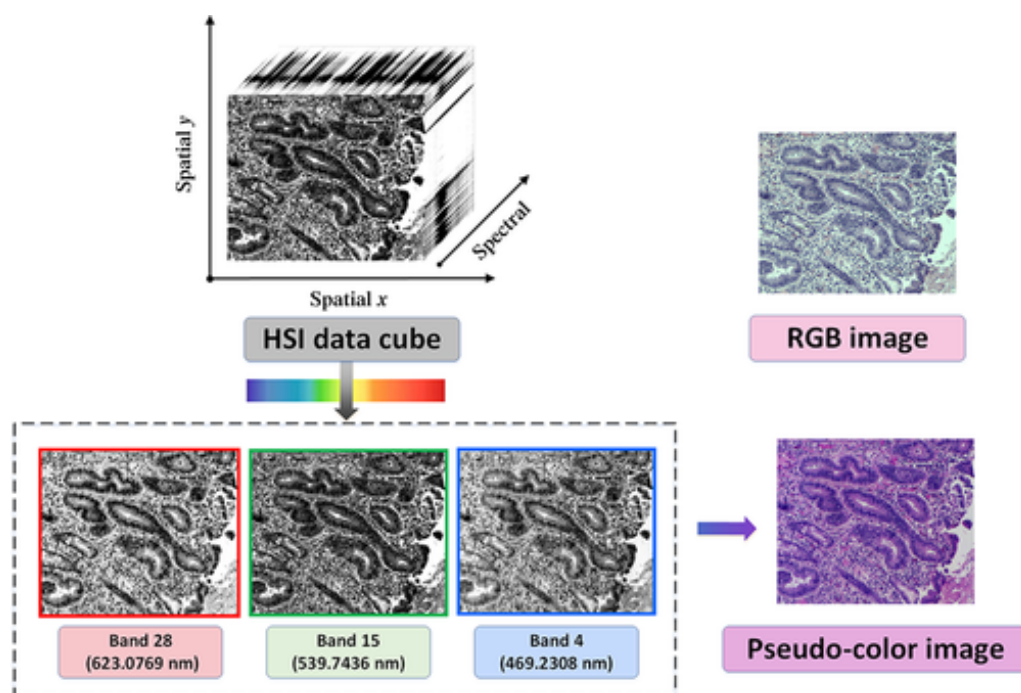 Spatial y
Spectral
Spatial x
HSI data cube
RGB image
Band 28
(623.0769 nm)
Band 15
(539.7436 nm)
Band 4
(469.2308 nm)
Pseudo-color image